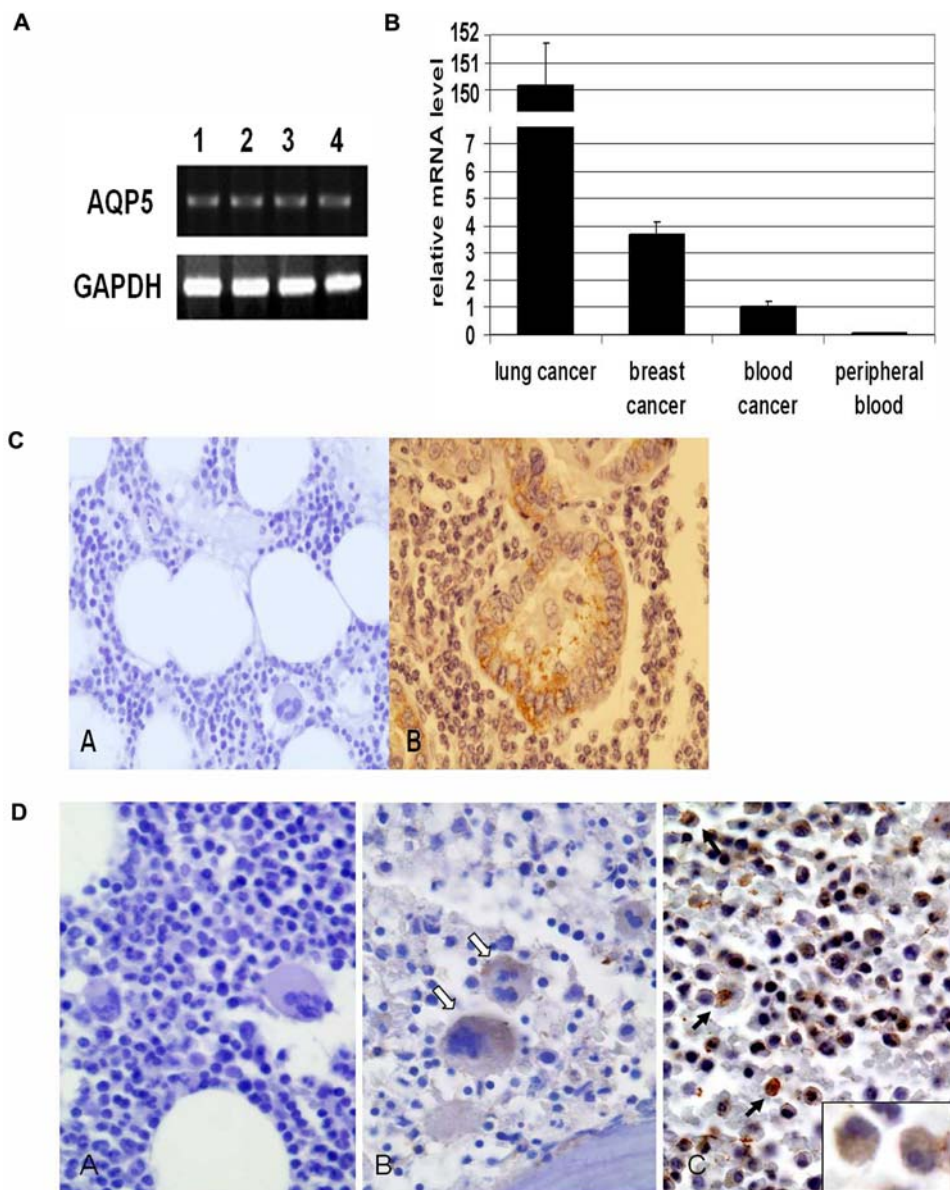 A
1 2 3 4
AQP5
GAPDH
B
relative mRNA level
152
151
150
7
6
5
4
3
2
1
0
lung cancer
breast cancer
blood cancer
peripheral blood
C
A
B
D
A
B
C